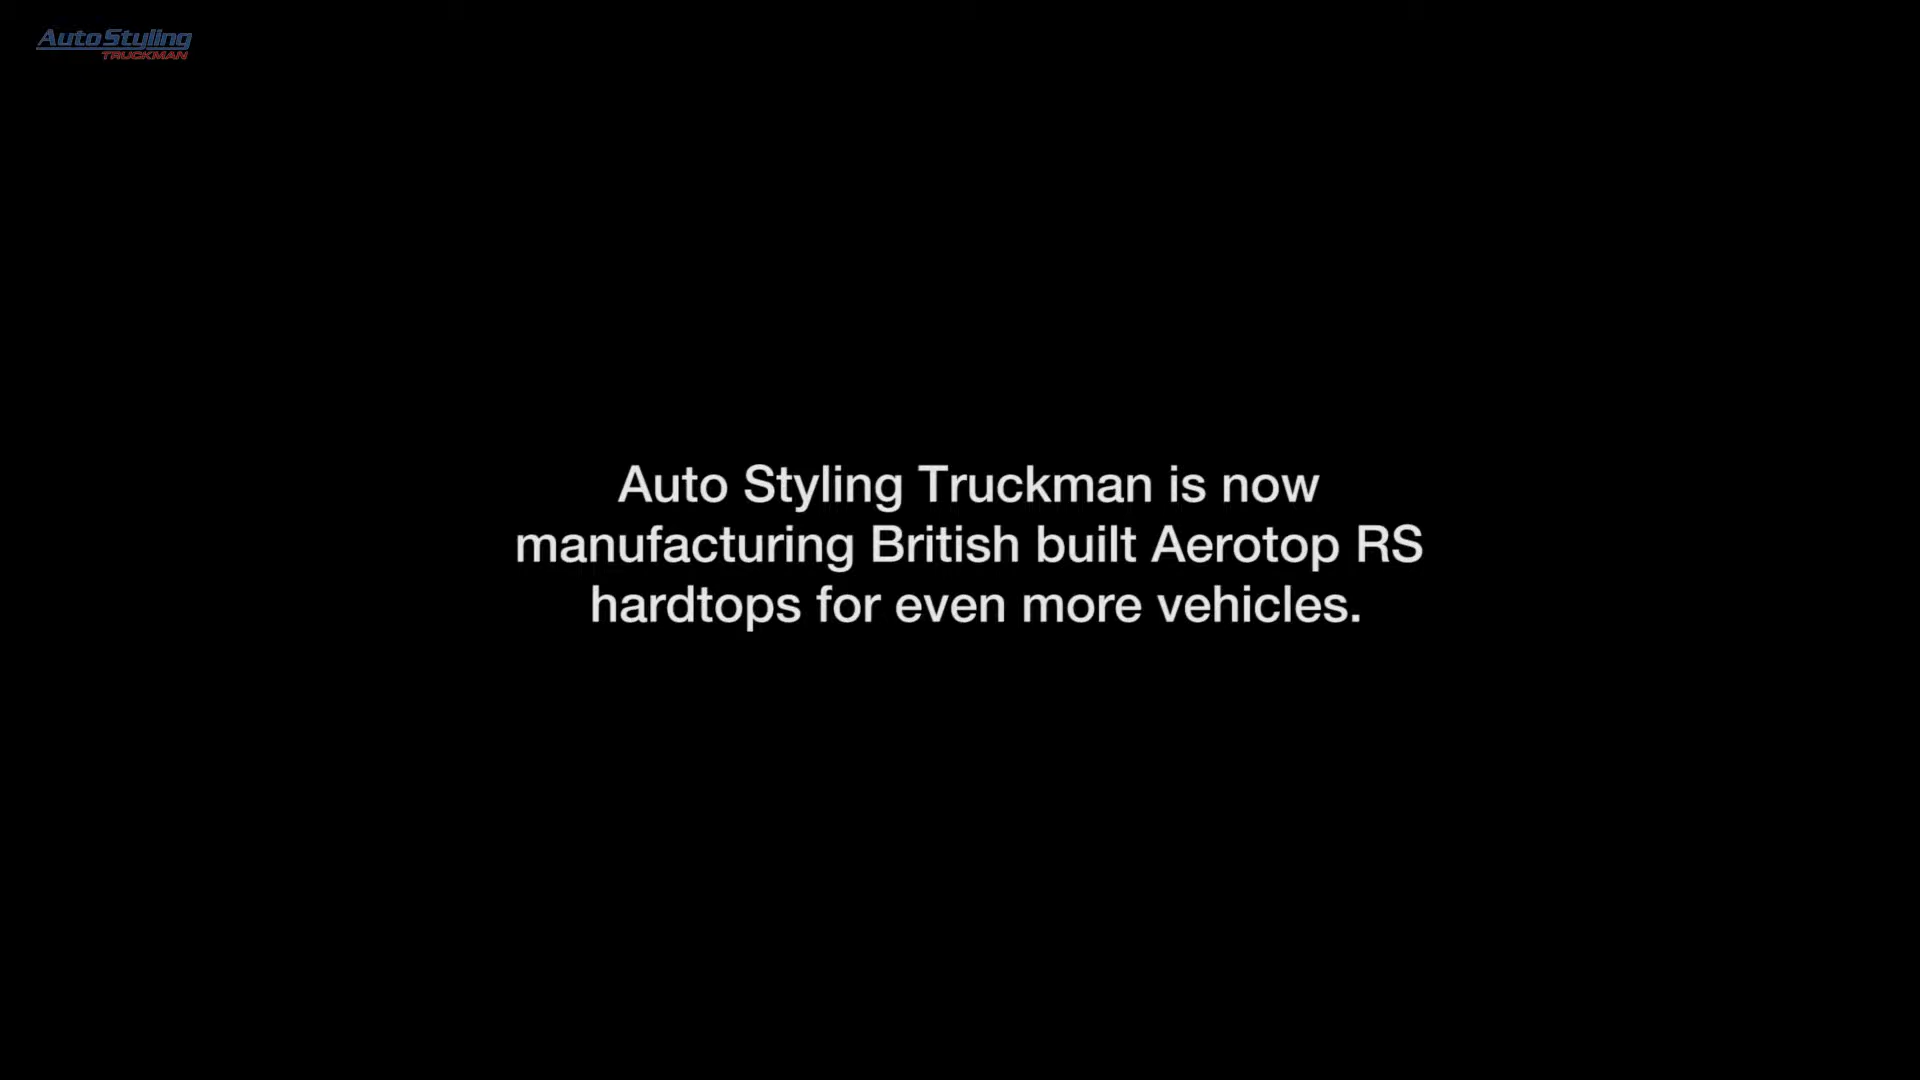 Auto Styling
TRUCKMAN
Auto Styling Truckman is now
manufacturing British built Aerotop RS
hardtops for even more vehicles.